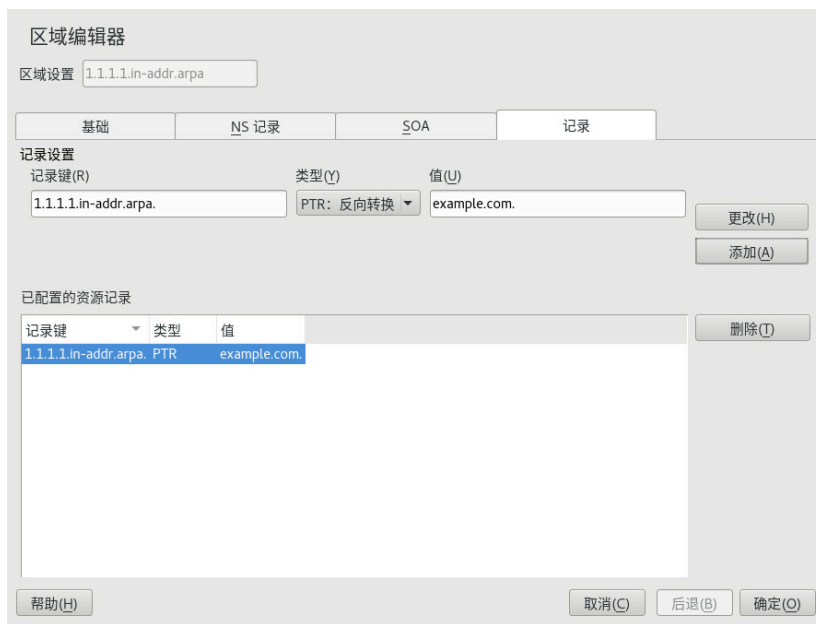 区域编辑器
区域设置 1.1.1.1.in-addr.arpa
基础 NS 记录 SOA 记录
记录设置
记录键(R) 类型(Y) 值(U)
1.1.1.1.in-addr.arpa. PTR：反向转换 example.com.
更改(H)
添加(A)
已配置的资源记录
记录键 类型 值 删除(T)
1.1.1.1.in-addr.arpa. PTR example.com.
帮助(H) 取消(C) 后退(B) 确定(O)